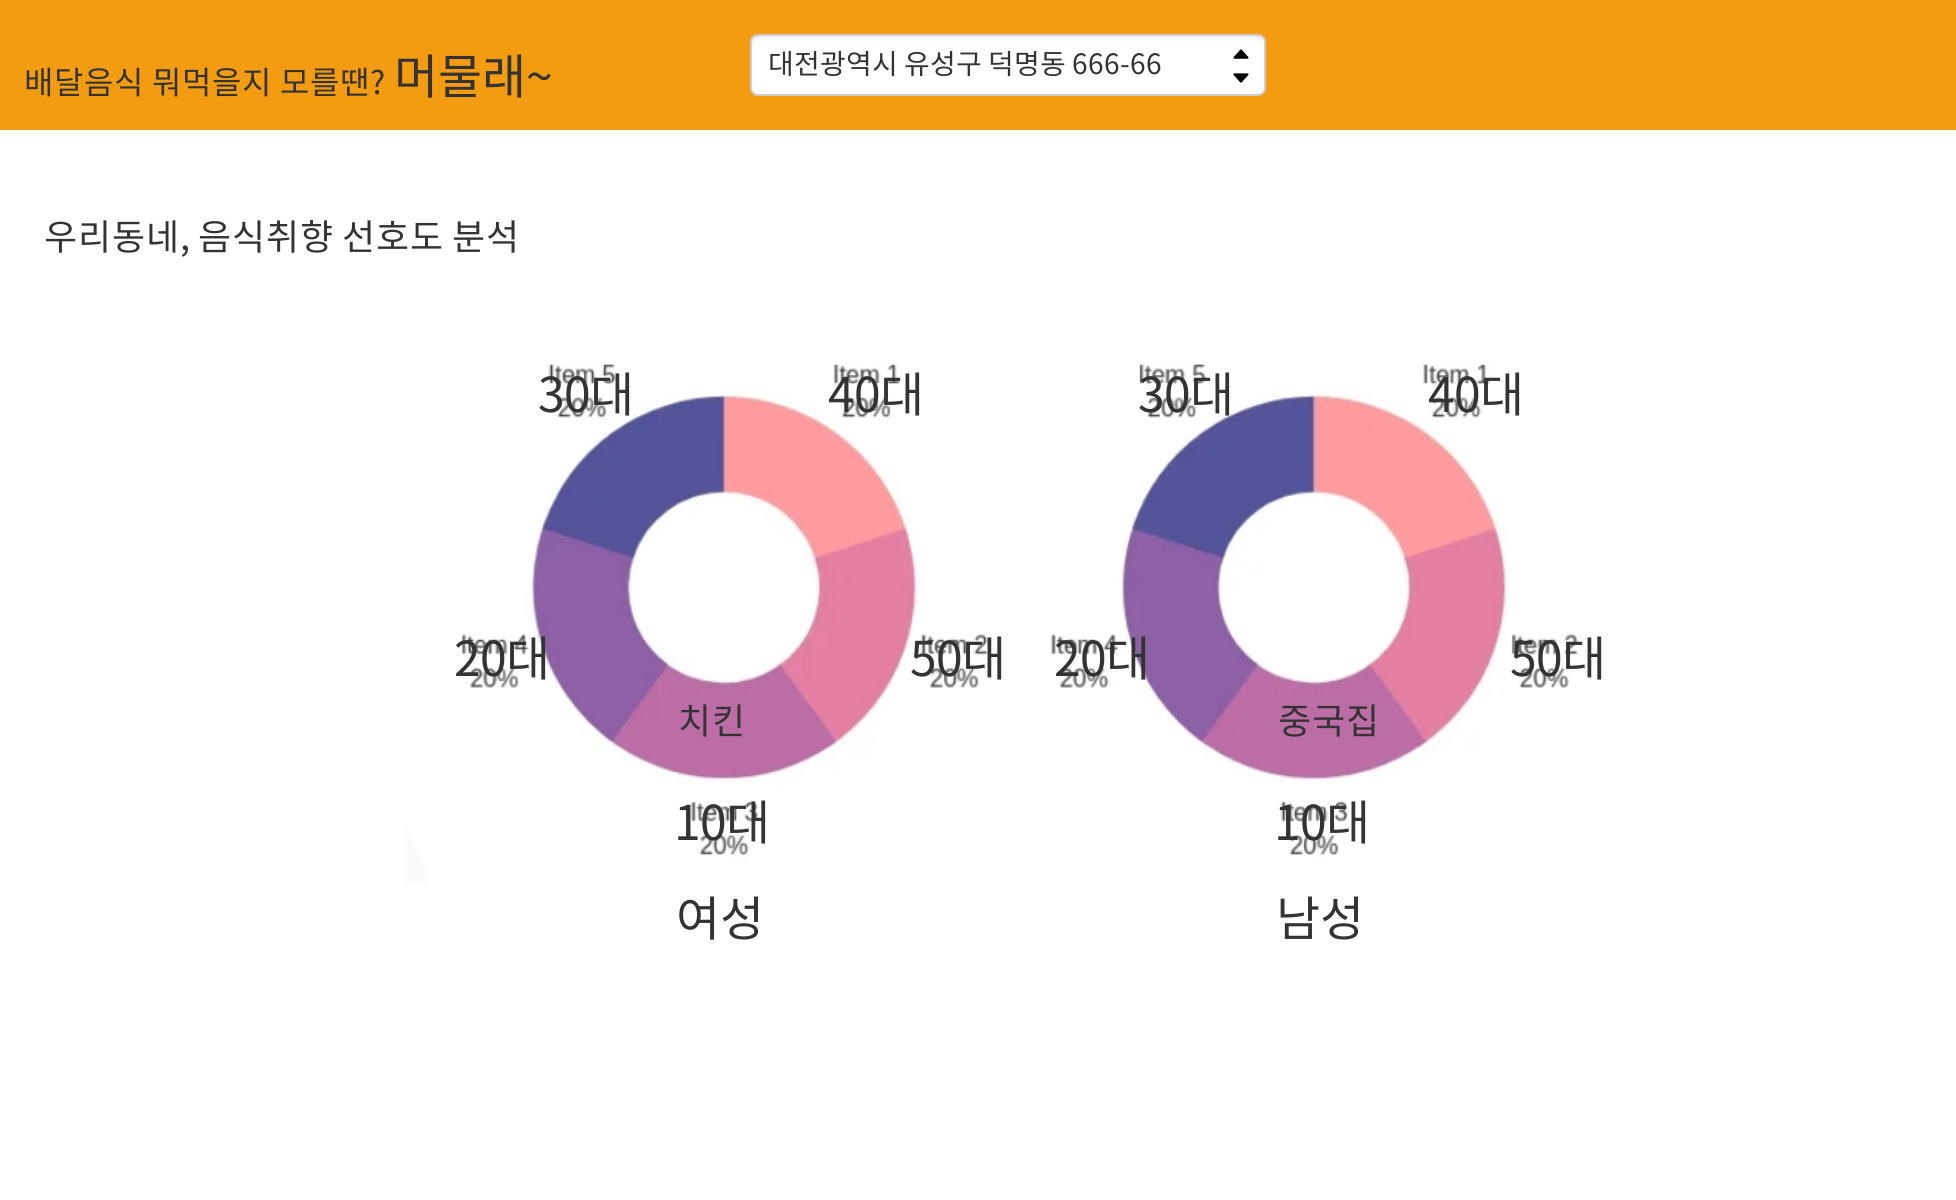 배달음식 뭐먹을지 모를땐? 머물래~
대전광역시 유성구 덕명동 666-66
우리동네, 음식취향 선호도 분석
Item 5
20%
30대
Item 1
20%
40대
Item 5
20%
30대
Item 1
20%
40대
Item 4
20%
20대
Item 2
20%
50대
Item 4
20%
20대
Item 2
20%
50대
치킨
중국집
Item 3
20%
10대
Item 3
20%
10대
여성
남성